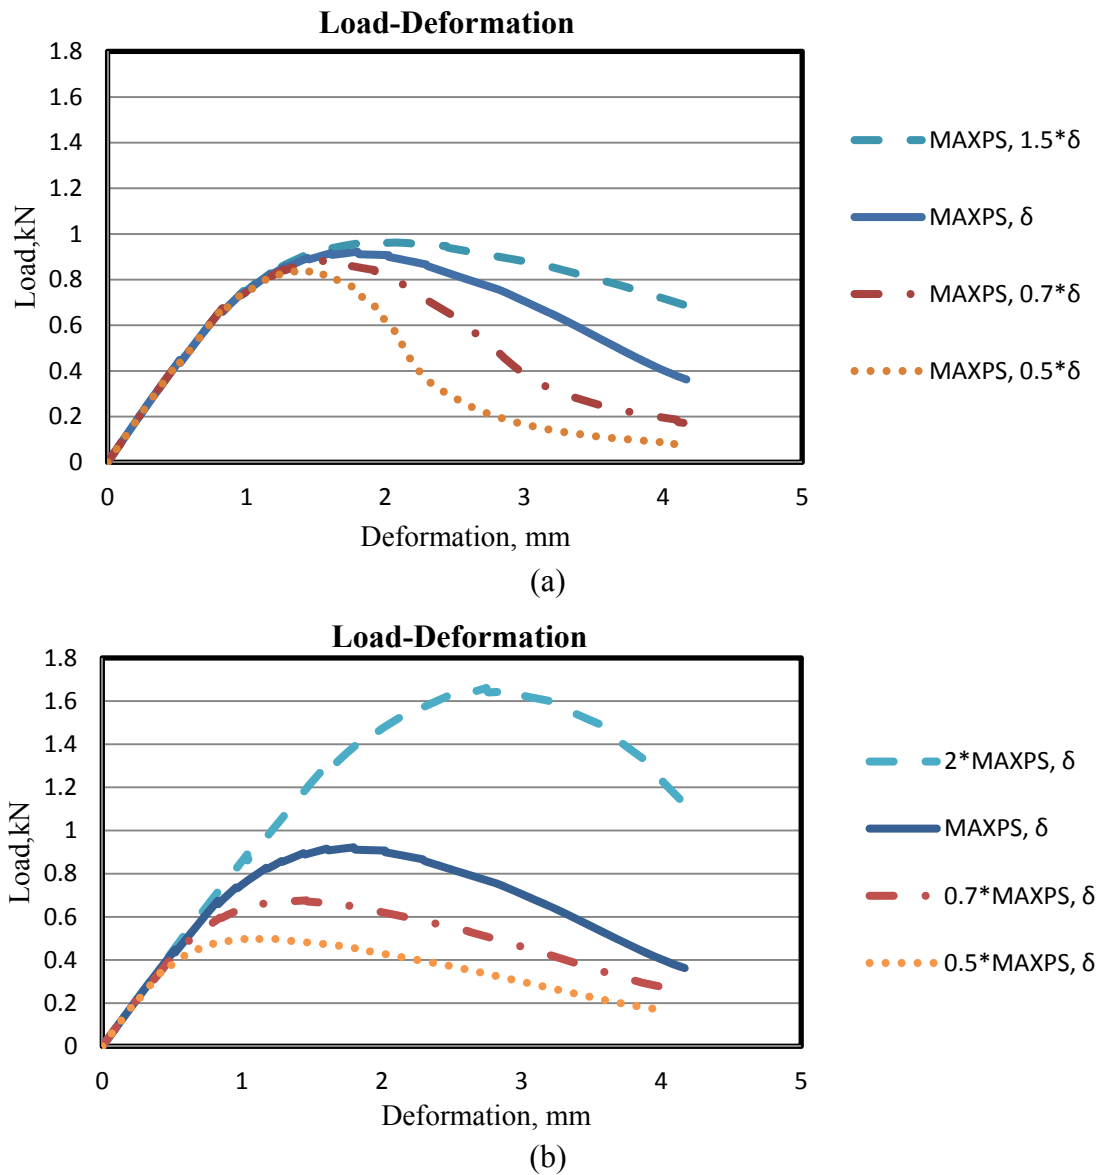 Load-Deformation
1.8
1.6
1.4
1.2
1
0.8
0.6
0.4
0.2
0
Load,kN
0 1 2 3 4 5
Deformation, mm
MAXPS, 1.5*δ
MAXPS, δ
MAXPS, 0.7*δ
MAXPS, 0.5*δ
(a)
Load-Deformation
1.8
1.6
1.4
1.2
1
0.8
0.6
0.4
0.2
0
Load,kN
0 1 2 3 4 5
Deformation, mm
2*MAXPS, δ
MAXPS, δ
0.7*MAXPS, δ
0.5*MAXPS, δ
(b)